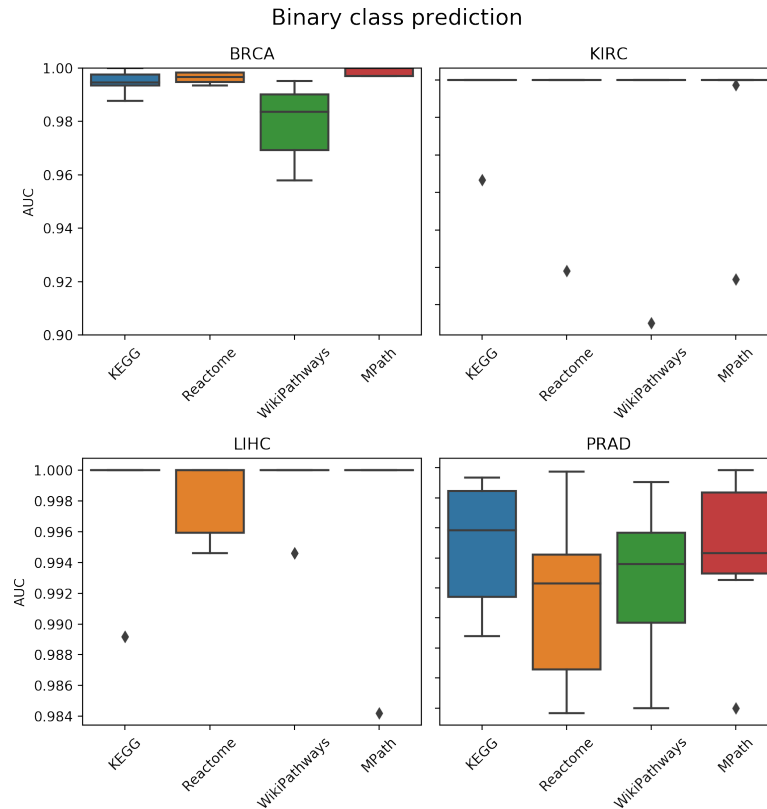 Binary class prediction
BRCA
KIRC
1.00
0.98
0.96
0.94
0.92
0.90
AUC
KEGG
Reactome
WikiPathways
MPath
KEGG
Reactome
WikiPathways
MPath
LIHC
PRAD
1.000
0.998
0.996
0.994
0.992
0.990
0.988
0.986
0.984
AUC
KEGG
Reactome
WikiPathways
MPath
KEGG
Reactome
WikiPathways
MPath